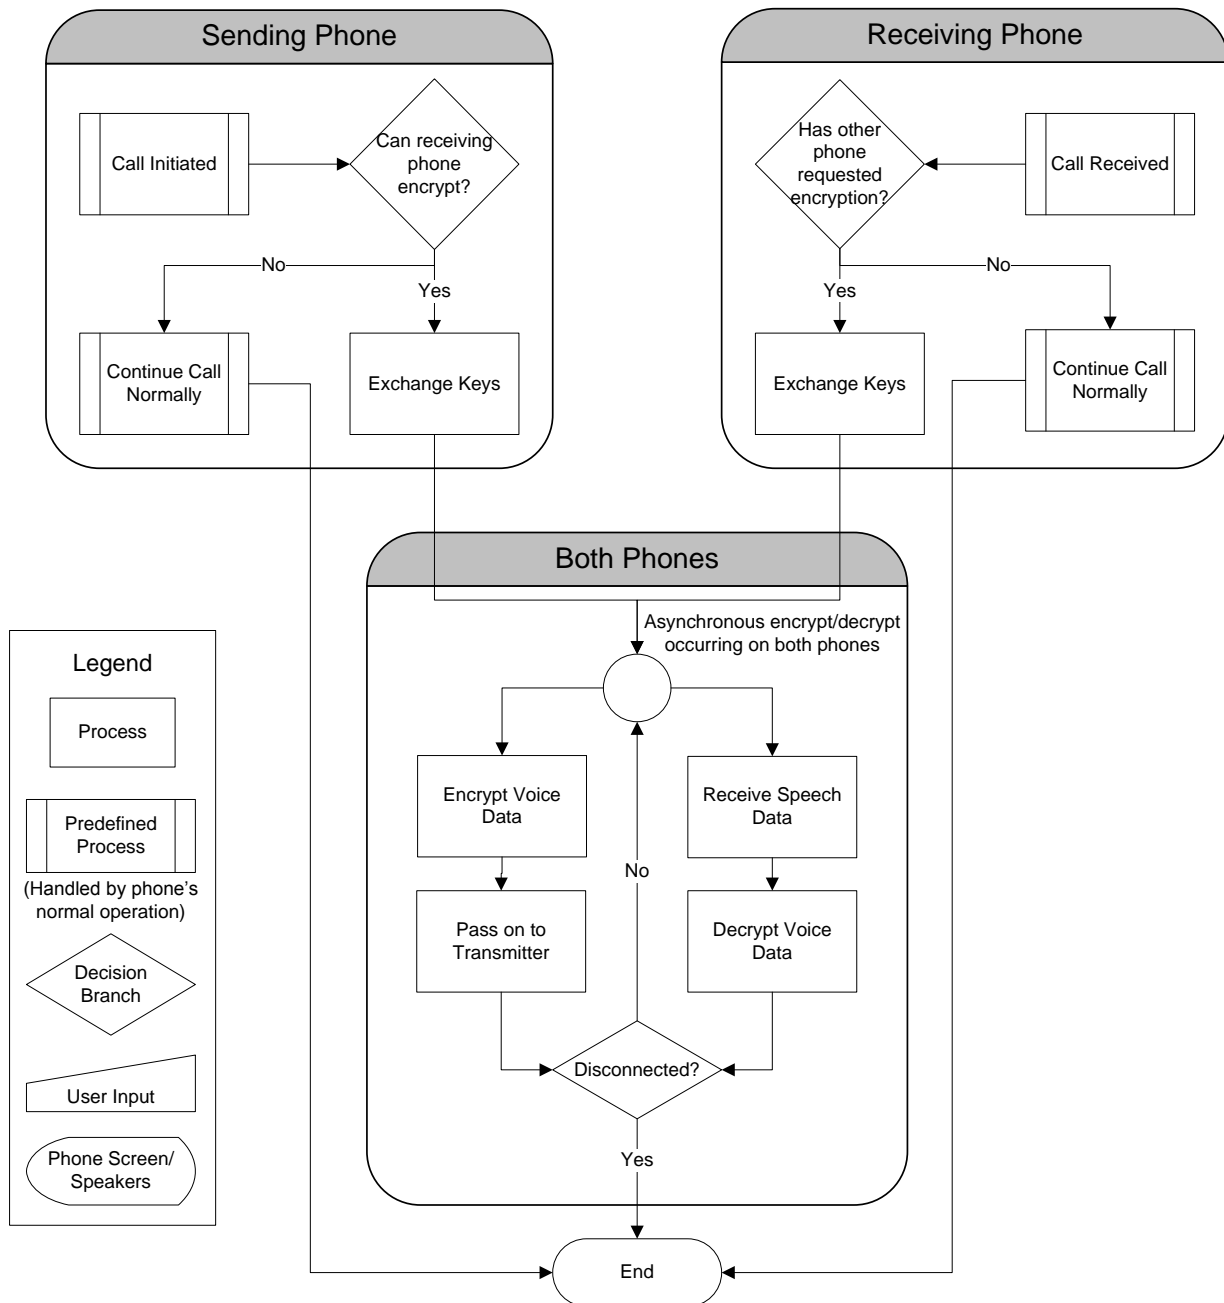 Sending Phone
Call Initiated
Can receiving
phone
encrypt?
No
Yes
Continue Call
Normally
Exchange Keys
Receiving Phone
Has other
phone
requested
encryption?
Call Received
Yes
No
Exchange Keys
Continue Call
Normally
Both Phones
Asynchronous encrypt/decrypt
occurring on both phones
Encrypt Voice
Data
Receive Speech
Data
No
Pass on to
Transmitter
Decrypt Voice
Data
Disconnected?
Yes
End
Legend
Process
Predefined
Process
(Handled by phone's
normal operation)
Decision
Branch
User Input
Phone Screen/
Speakers